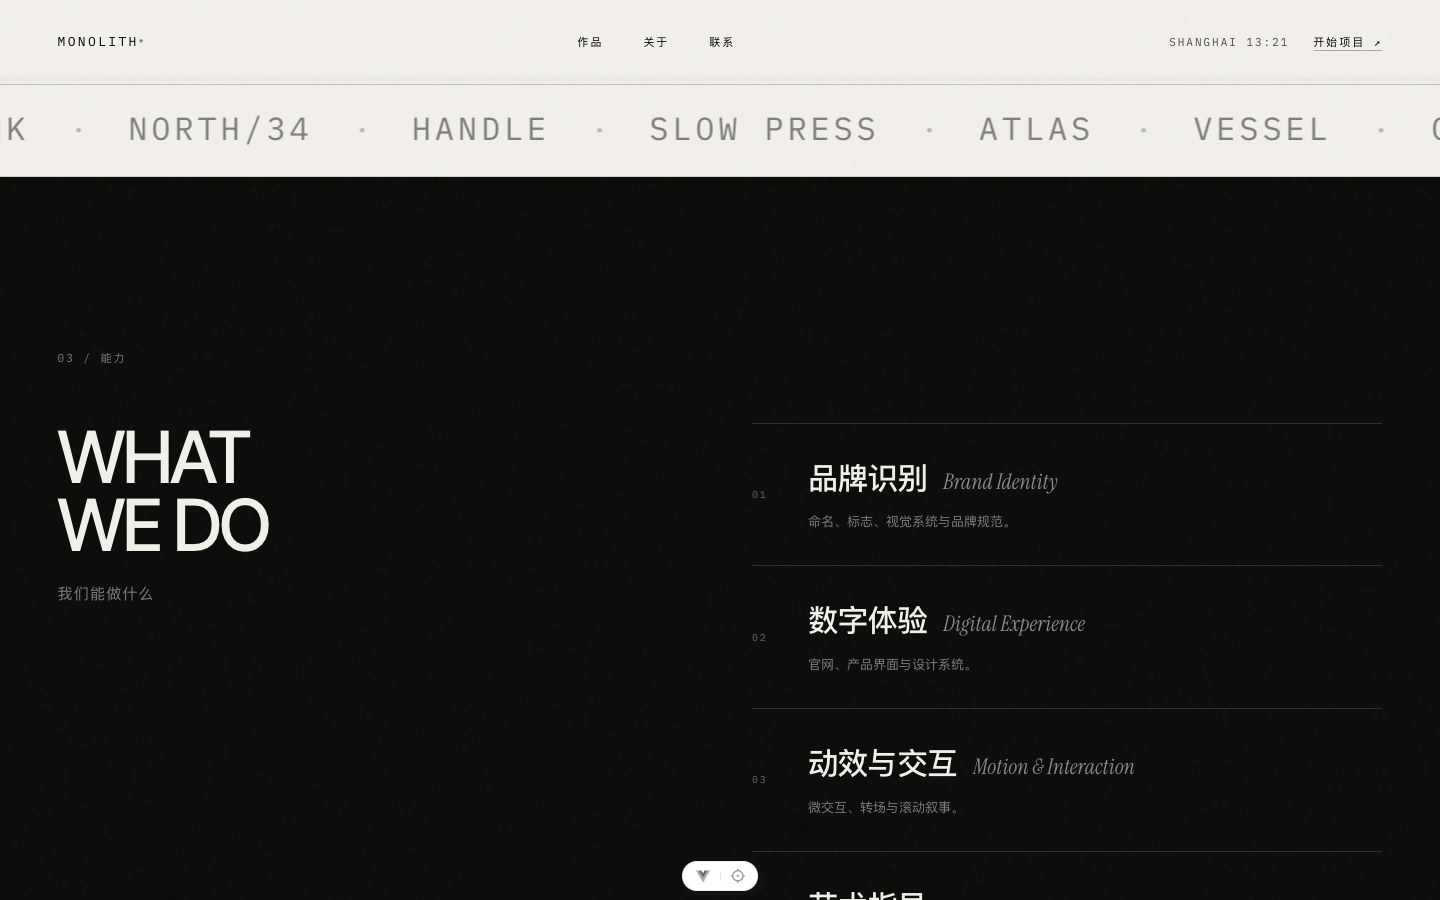 MONOLITH
作品
关于
联系
SHANGHAI 13:21
开始项目 ↗
NORTH/34 · HANDLE · SLOW PRESS · ATLAS · VESSEL ·
03 / 能力
WHAT
WE DO
我们能做什么
01
品牌识别 Brand Identity
命名、标志、视觉系统与品牌规范。
02
数字体验 Digital Experience
官网、产品界面与设计系统。
03
动效与交互 Motion & Interaction
微交互、转场与滚动叙事。